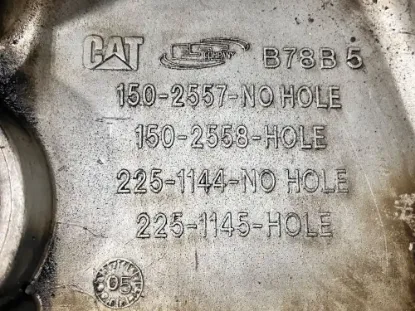 CAT B78B 5
150-2557-NO HOLE
150-2558-HOLE
225-1144-NO HOLE
225-1145-HOLE
05